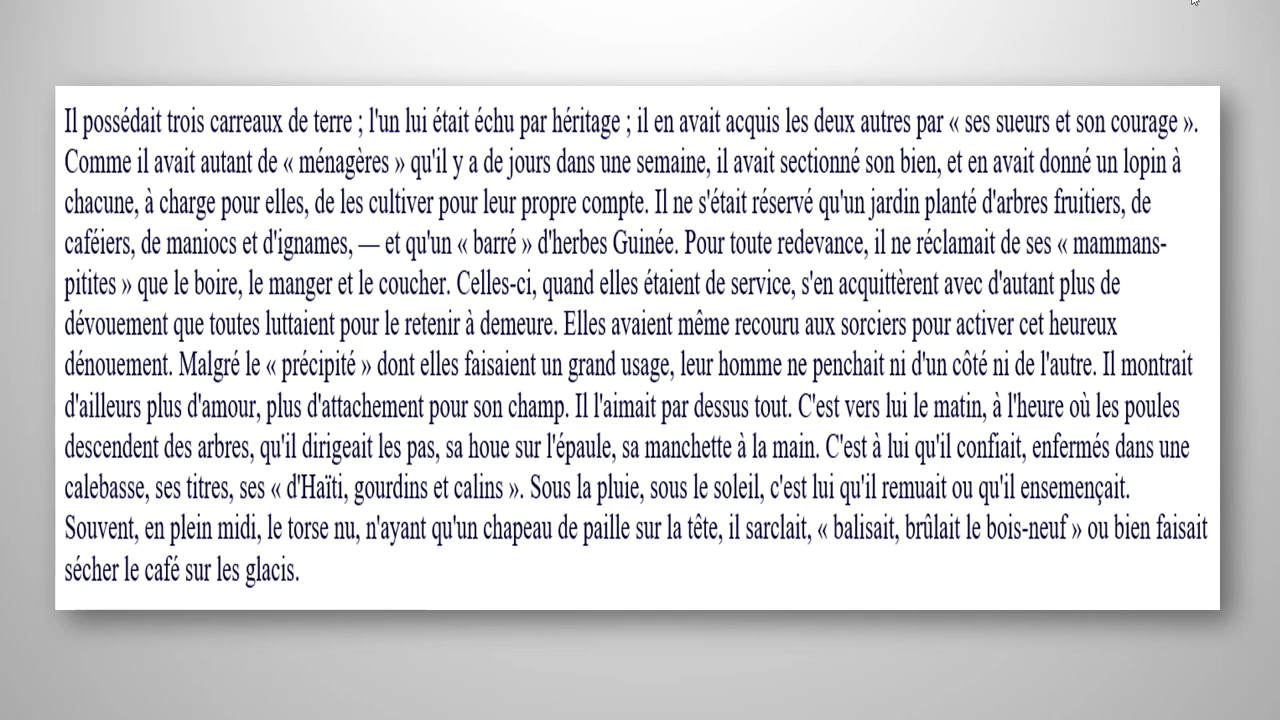 Il possédait trois carreaux de terre ; l'un lui était échu par héritage ; il en avait acquis les deux autres par « ses sueurs et son courage ».
Comme il avait autant de « ménagères » qu'il y a de jours dans une semaine, il avait sectionné son bien, et en avait donné un lopin à
chacune, à charge pour elles, de les cultiver pour leur propre compte. Il ne s'était réservé qu'un jardin planté d'arbres fruitiers, de
caféiers, de maniocs et d'ignames, — et qu'un « barré » d'herbes Guinée. Pour toute redevance, il ne réclamait de ses « mammans-
pitites » que le boire, le manger et le coucher. Celles-ci, quand elles étaient de service, s'en acquittèrent avec d'autant plus de
dévouement que toutes luttaient pour le retenir à demeure. Elles avaient même recouru aux sorciers pour activer cet heureux
dénouement. Malgré le « précipité » dont elles faisaient un grand usage, leur homme ne penchait ni d'un côté ni de l'autre. Il montrait
d'ailleurs plus d'amour, plus d'attachement pour son champ. Il l'aimait par dessus tout. C'est vers lui le matin, à l'heure où les poules
descendent des arbres, qu'il dirigeait les pas, sa houe sur l'épaule, sa manchette à la main. C'est à lui qu'il confiait, enfermés dans une
calebasse, ses titres, ses « d'Haïti, gourdins et calins ». Sous la pluie, sous le soleil, c'est lui qu'il remuait ou qu'il ensemençait.
Souvent, en plein midi, le torse nu, n'ayant qu'un chapeau de paille sur la tête, il sarclait, « balisait, brûlait le bois-neuf » ou bien faisait
sécher le café sur les glacis.